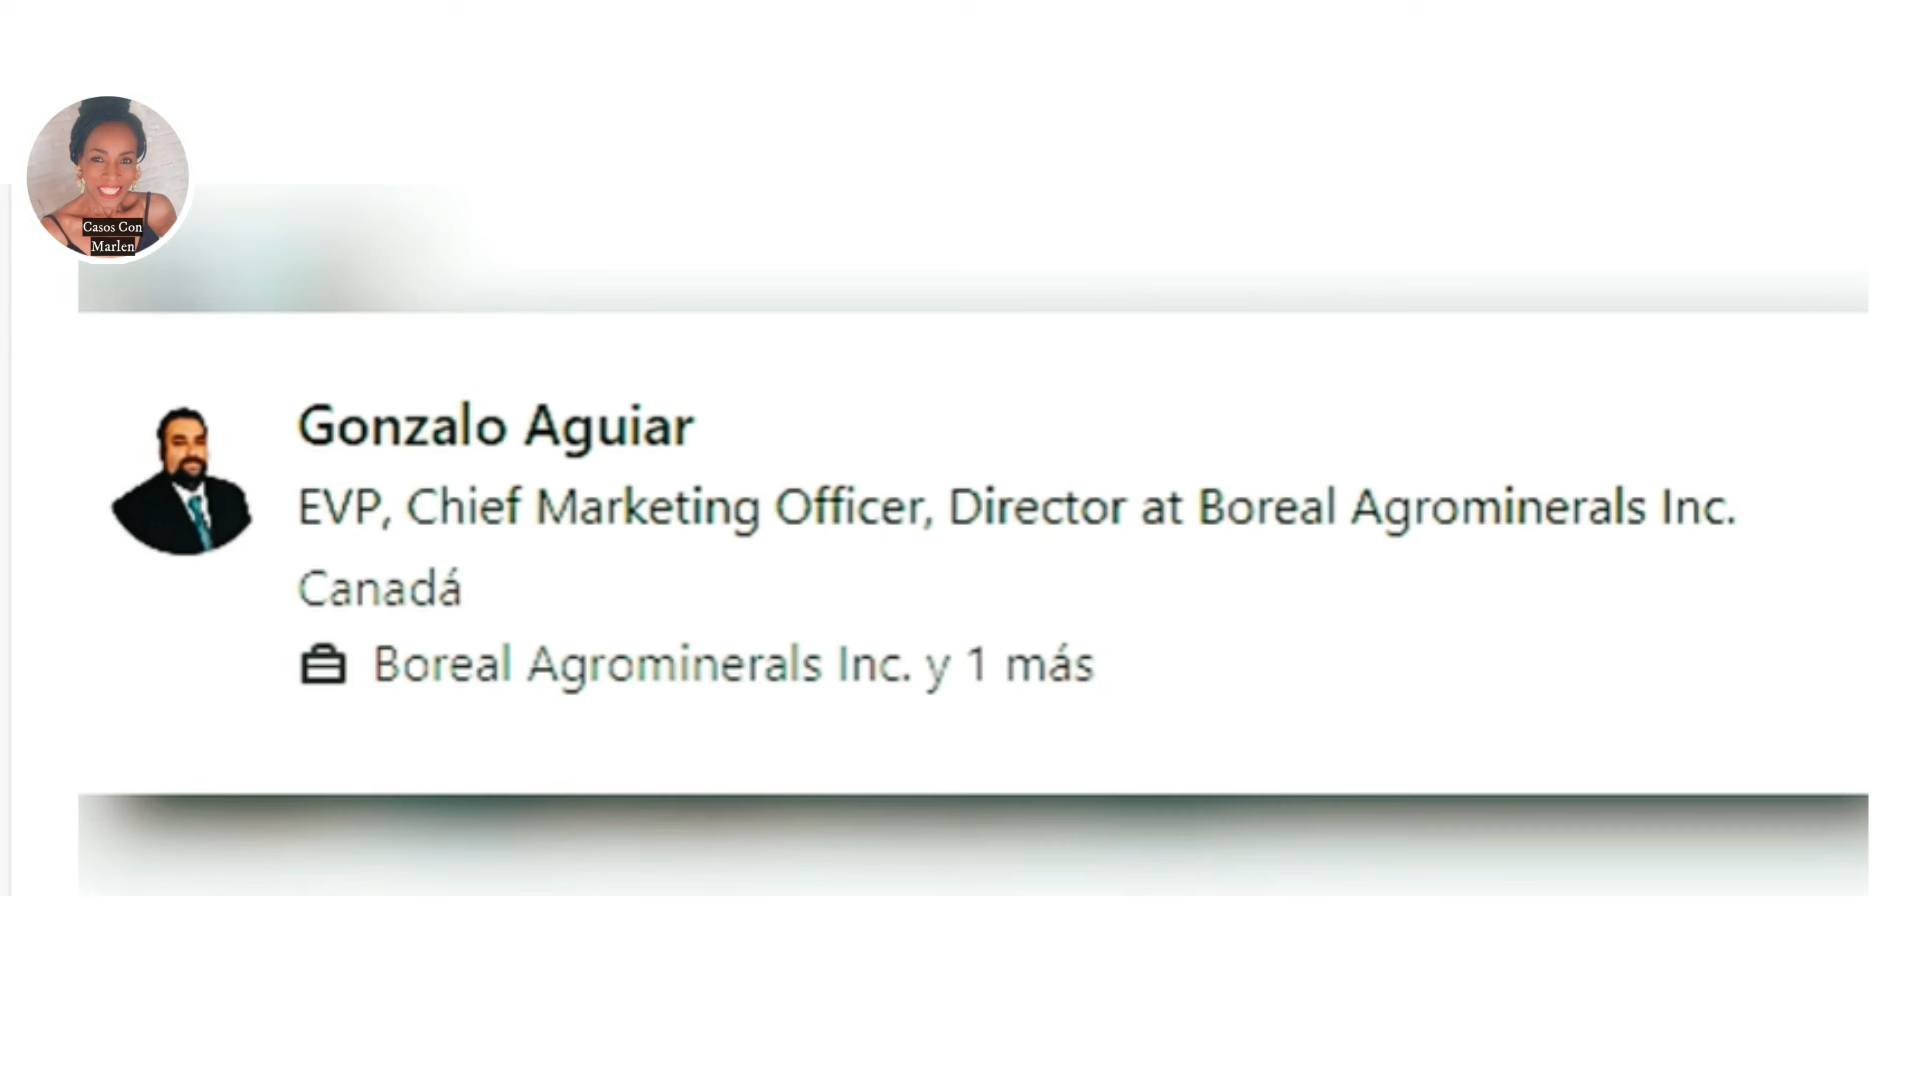 Casos Con
Marlen
Gonzalo Aguiar
EVP, Chief Marketing Officer, Director at Boreal Agrominerals Inc.
Canadá
Boreal Agrominerals Inc. y 1 más